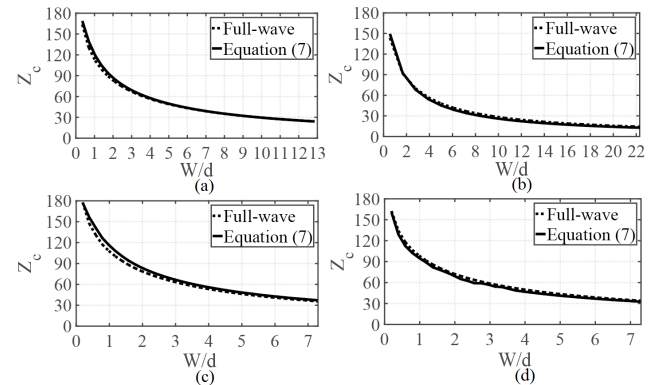 180
150
120
90
60
30
0
Z_c
Full-wave
Equation (7)
0 1 2 3 4 5 6 7 8 9 10 11 12 13
W/d
(a)
180
150
120
90
60
30
0
Z_c
Full-wave
Equation (7)
0 2 4 6 8 10 12 14 16 18 20 22
W/d
(b)
180
150
120
90
60
30
0
Z_c
Full-wave
Equation (7)
0 1 2 3 4 5 6 7
W/d
(c)
180
150
120
90
60
30
0
Z_c
Full-wave
Equation (7)
0 1 2 3 4 5 6 7
W/d
(d)